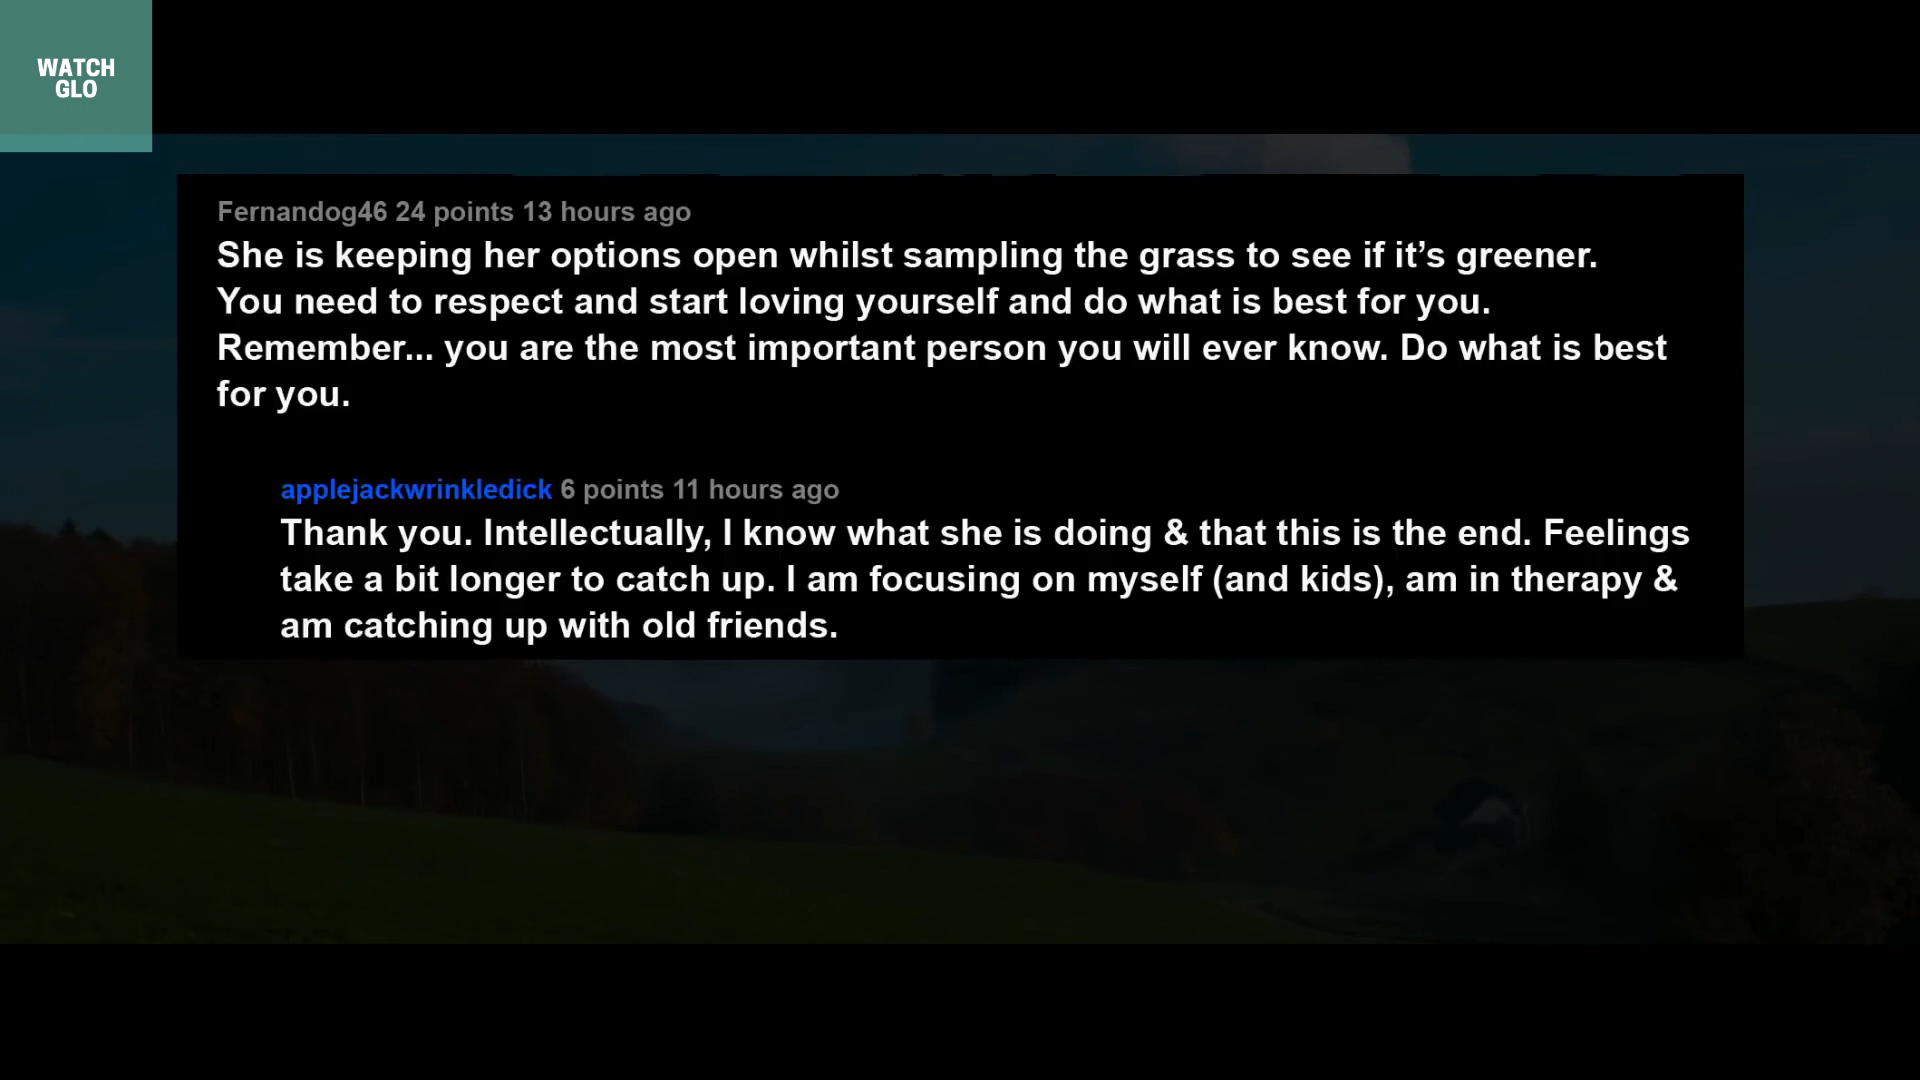 WATCH
GLO
Fernandog46 24 points 13 hours ago
She is keeping her options open whilst sampling the grass to see if it’s greener.
You need to respect and start loving yourself and do what is best for you.
Remember... you are the most important person you will ever know. Do what is best
for you.
applejackwrinkledick 6 points 11 hours ago
Thank you. Intellectually, I know what she is doing & that this is the end. Feelings
take a bit longer to catch up. I am focusing on myself (and kids), am in therapy &
am catching up with old friends.